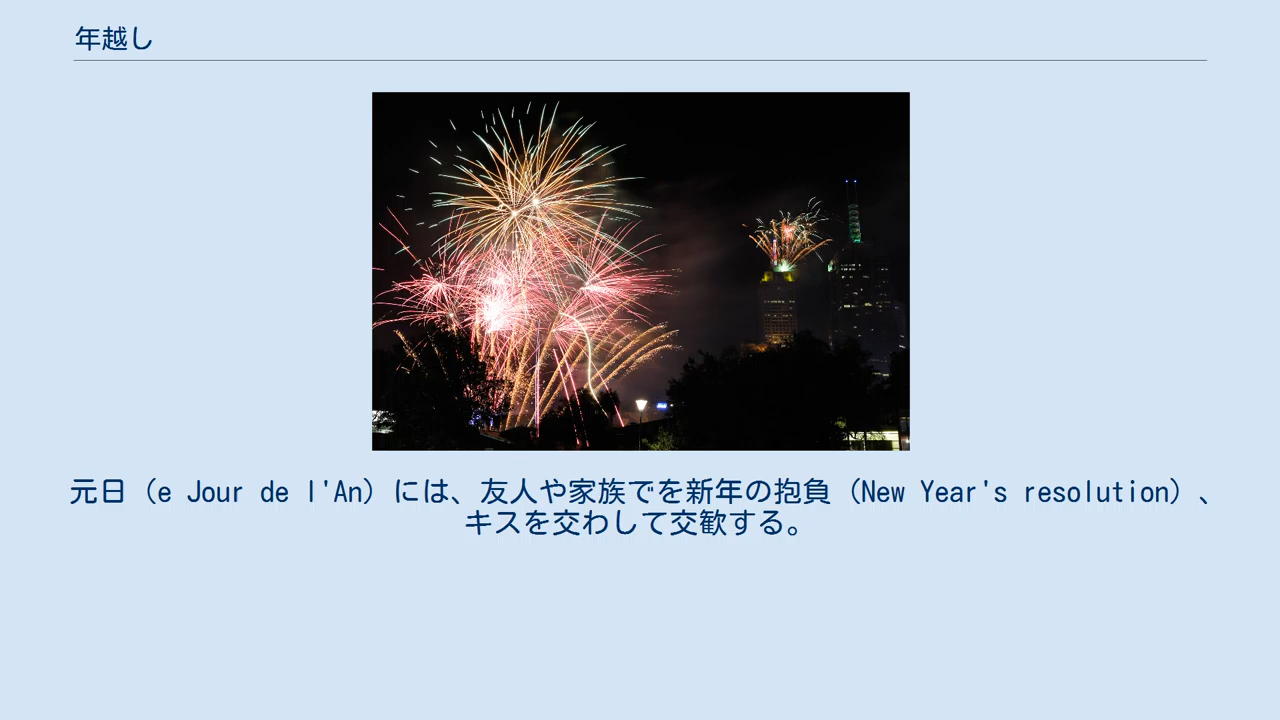 年越し
元日（e Jour de l'An）には、友人や家族でを新年の抱負（New Year's resolution）、
キスを交わして交歓する。